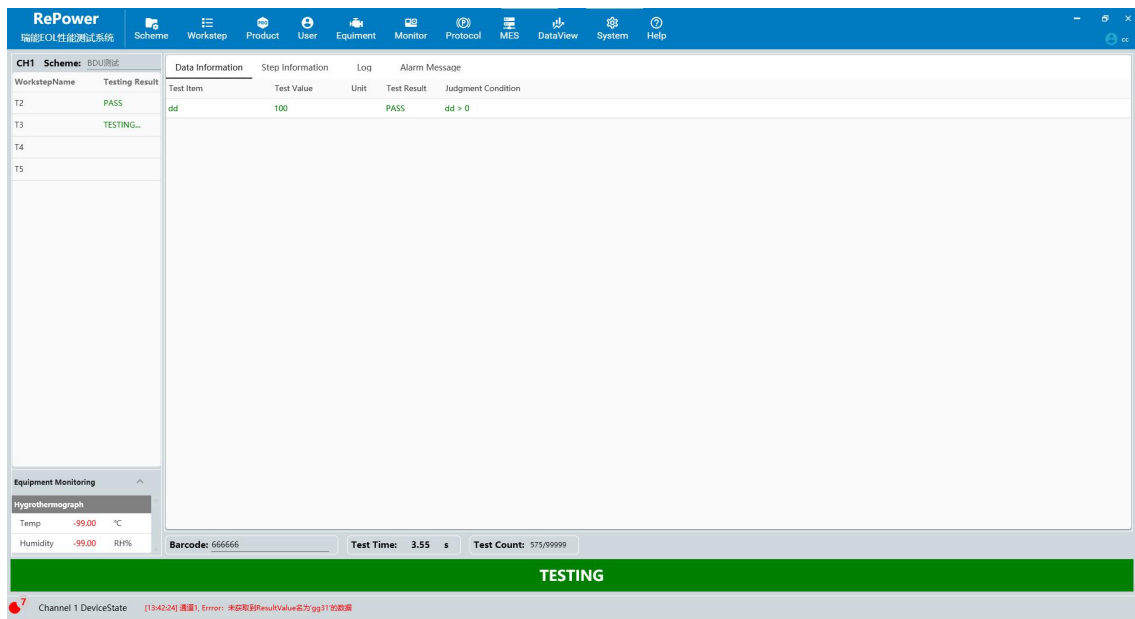 RePower
瑞能EOL性能测试系统
Scheme Workstep Product User Equiment Monitor Protocol MES DataView System Help
cc
CH1 Scheme: BDU测试
WorkstepName Testing Result
T2 PASS
T3 TESTING...
T4
T5
Data Information Step Information Log Alarm Message
Test Item Test Value Unit Test Result Judgment Condition
dd 100 PASS dd > 0
Equipment Monitoring
Hygrothermograph
Temp -99.00 ℃
Humidity -99.00 RH%
Barcode: 666666 Test Time: 3.55 s Test Count: 575/99999
TESTING
7 Channel 1 DeviceState [13:42:24] 通道1, Errror: 未获取到ResultValue名为'gg31'的数据